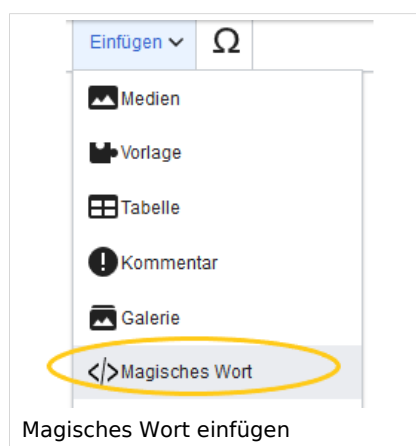 Einfügen Ω
Medien
Vorlage
Tabelle
Kommentar
Galerie
</>Magisches Wort
Magisches Wort einfügen